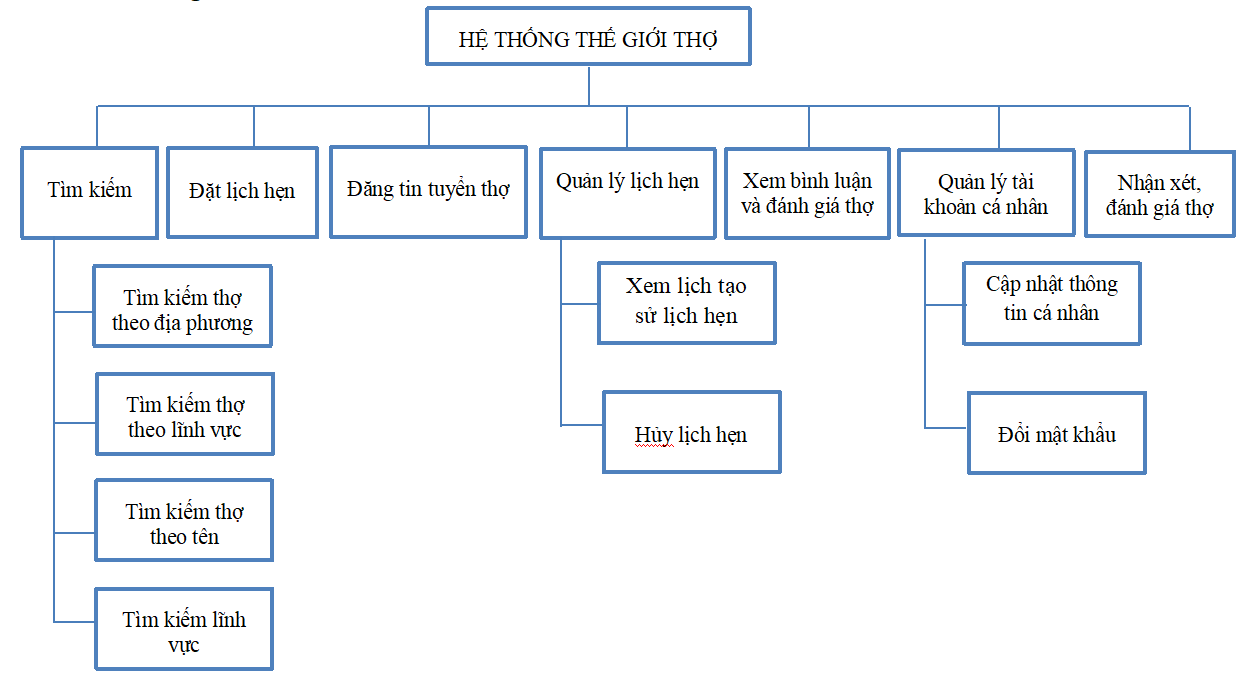 HỆ THỐNG THẾ GIỚI THỢ
Tìm kiếm
Đặt lịch hẹn
Đăng tin tuyển thợ
Quản lý lịch hẹn
Xem bình luận
và đánh giá thợ
Quản lý tài
khoản cá nhân
Nhận xét,
đánh giá thợ
Tìm kiếm thợ
theo địa phương
Tìm kiếm thợ
theo lĩnh vực
Tìm kiếm thợ
theo tên
Tìm kiếm lĩnh
vực
Xem lịch tạo
sử lịch hẹn
Hủy lịch hẹn
Cập nhật thông
tin cá nhân
Đổi mật khẩu